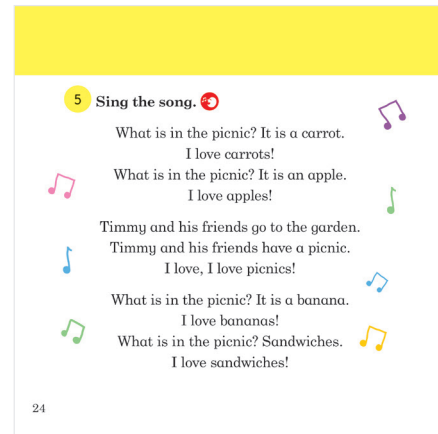 5 Sing the song.
What is in the picnic? It is a carrot.
I love carrots!
What is in the picnic? It is an apple.
I love apples!
Timmy and his friends go to the garden.
Timmy and his friends have a picnic.
I love, I love picnics!
What is in the picnic? It is a banana.
I love bananas!
What is in the picnic? Sandwiches.
I love sandwiches!
24